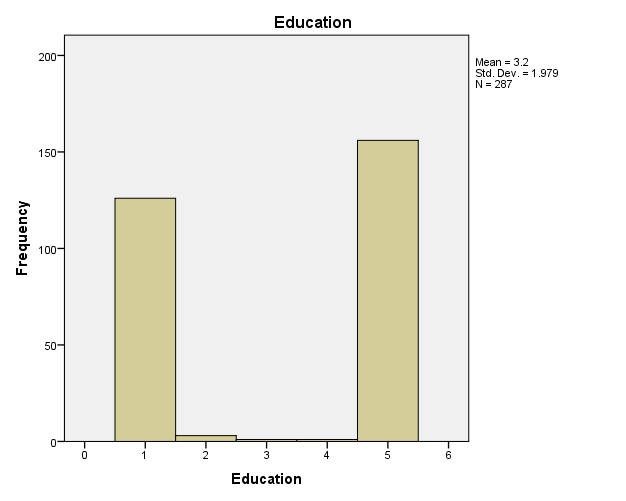 Education
Mean = 3.2
Std. Dev. = 1.979
N = 287
200
150
100
50
0
Frequency
0 1 2 3 4 5 6
Education